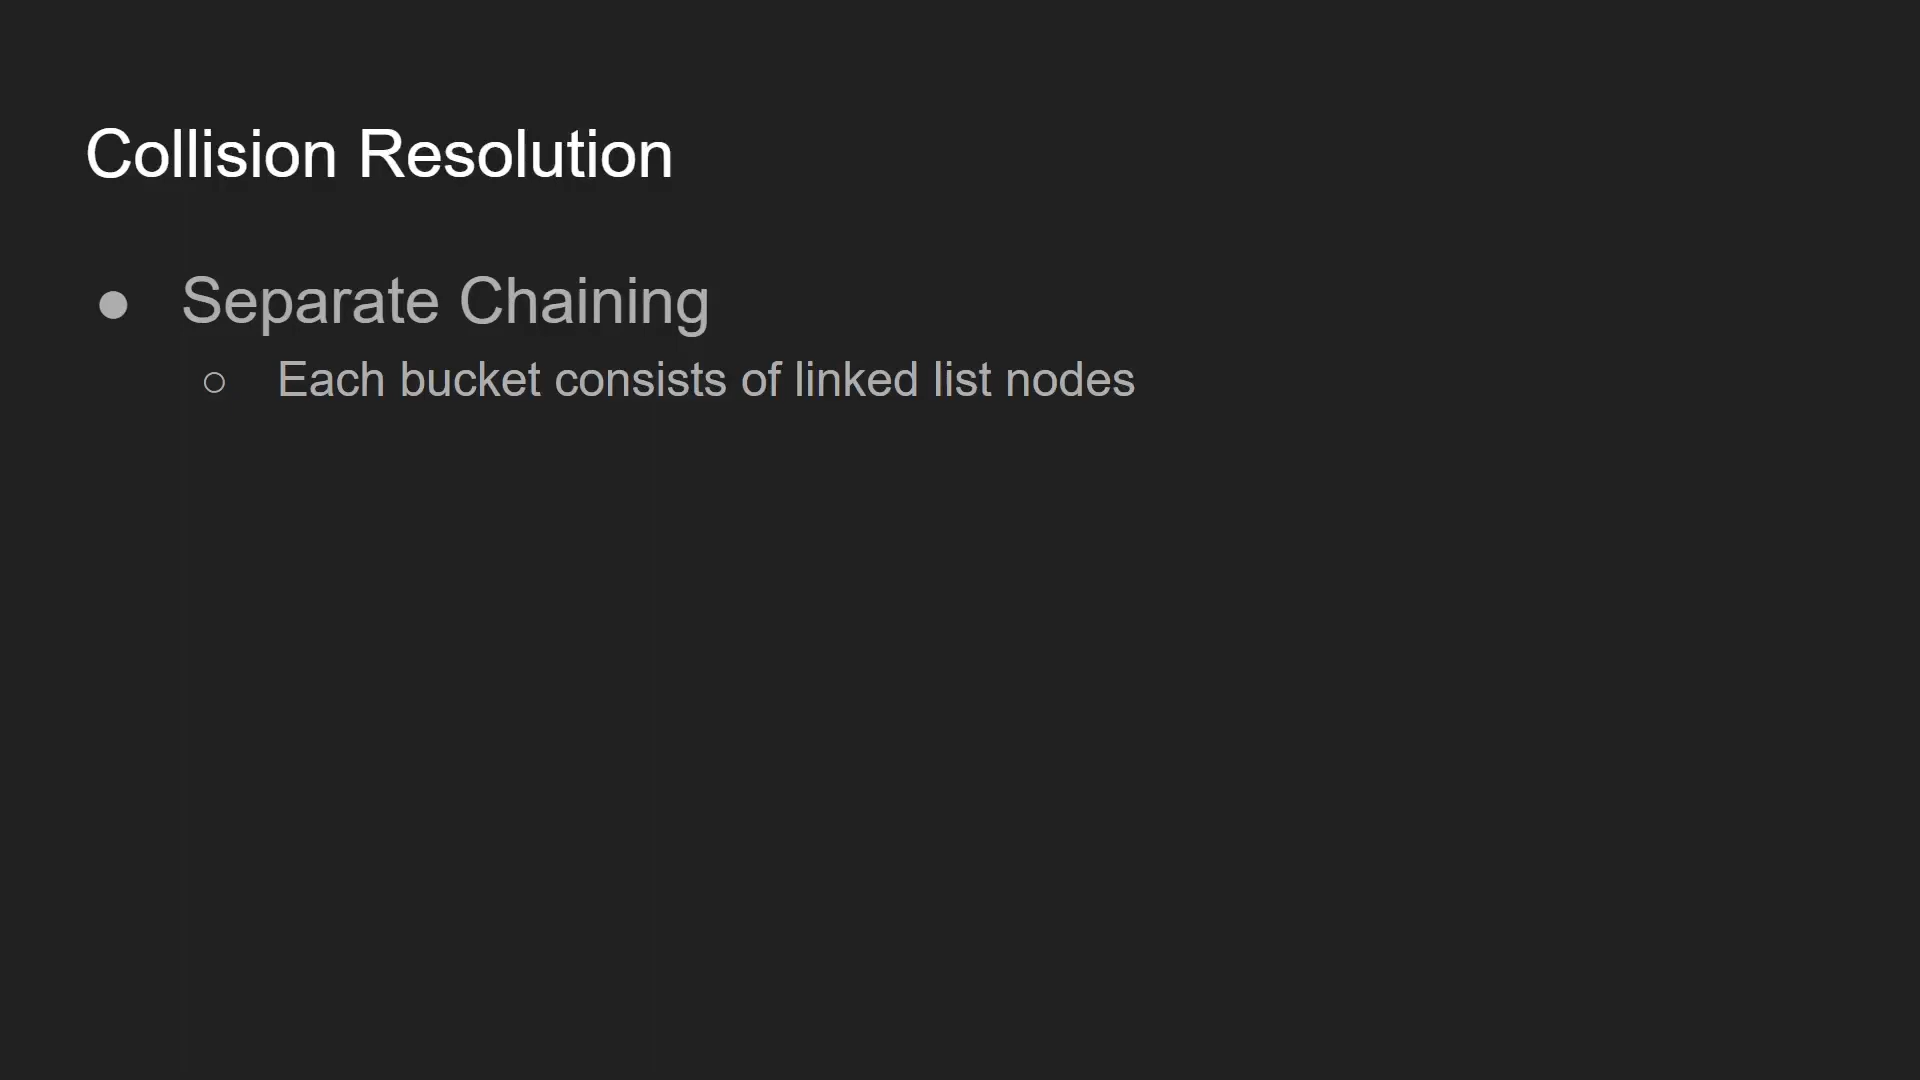 Collision Resolution
● Separate Chaining
○ Each bucket consists of linked list nodes